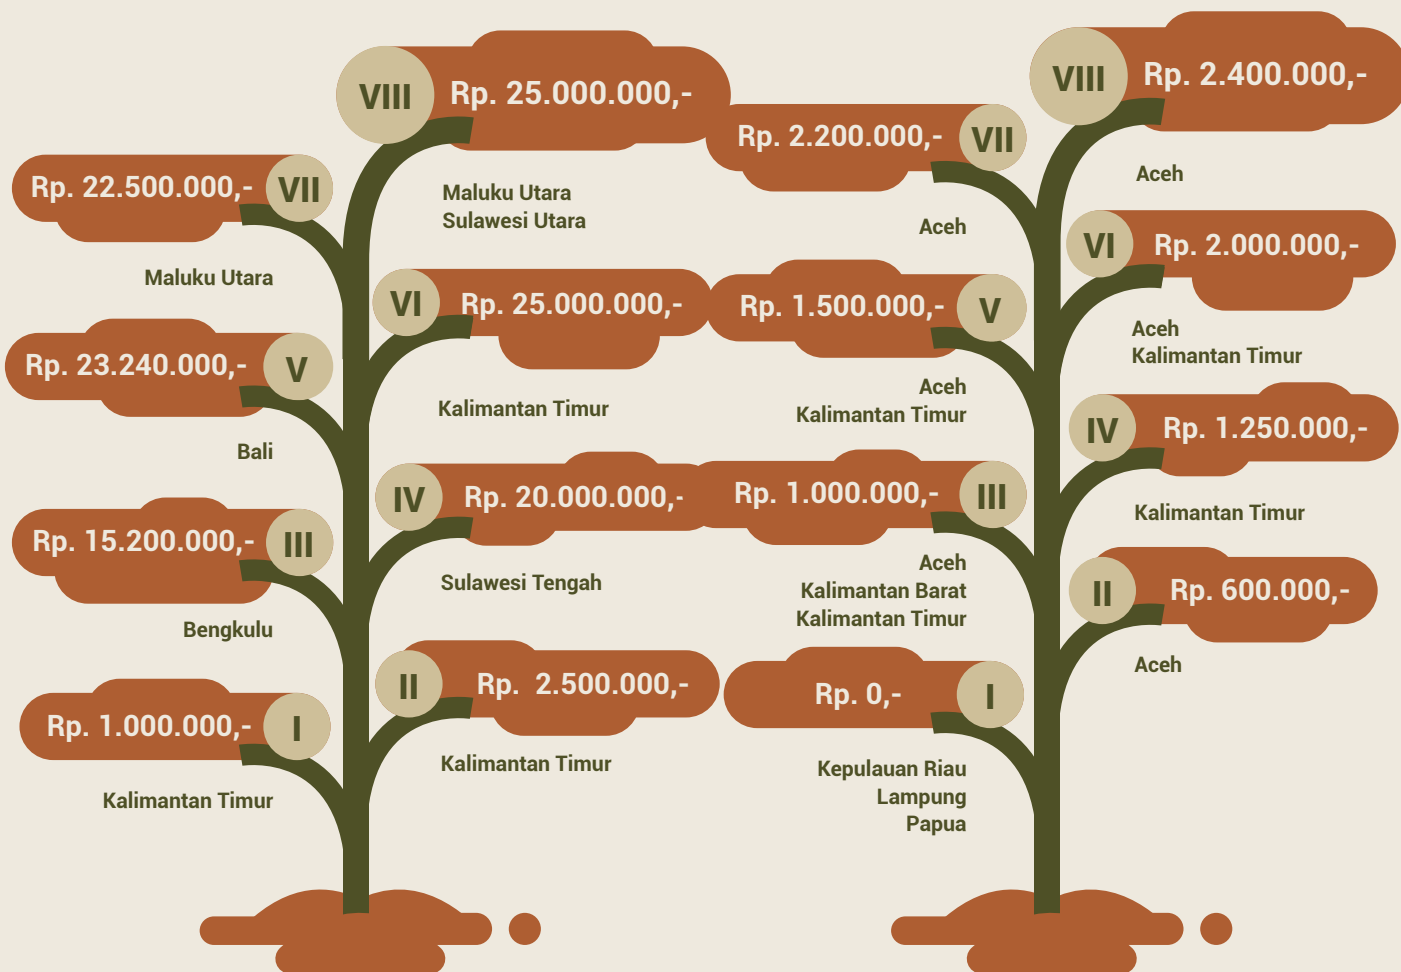 VIII
Rp. 25.000.000,-
Maluku Utara
Sulawesi Utara
Rp. 22.500.000,-
VII
Maluku Utara
VI
Rp. 25.000.000,-
Kalimantan Timur
Rp. 23.240.000,-
V
Bali
IV
Rp. 20.000.000,-
Sulawesi Tengah
Rp. 15.200.000,-
III
Bengkulu
II
Rp. 2.500.000,-
Kalimantan Timur
Rp. 1.000.000,-
I
Kalimantan Timur
VIII
Rp. 2.400.000,-
Aceh
Rp. 2.200.000,-
VII
Aceh
VI
Rp. 2.000.000,-
Aceh
Kalimantan Timur
Rp. 1.500.000,-
V
Aceh
Kalimantan Timur
IV
Rp. 1.250.000,-
Kalimantan Timur
Rp. 1.000.000,-
III
Aceh
Kalimantan Barat
Kalimantan Timur
II
Rp. 600.000,-
Aceh
Rp. 0,-
I
Kepulauan Riau
Lampung
Papua